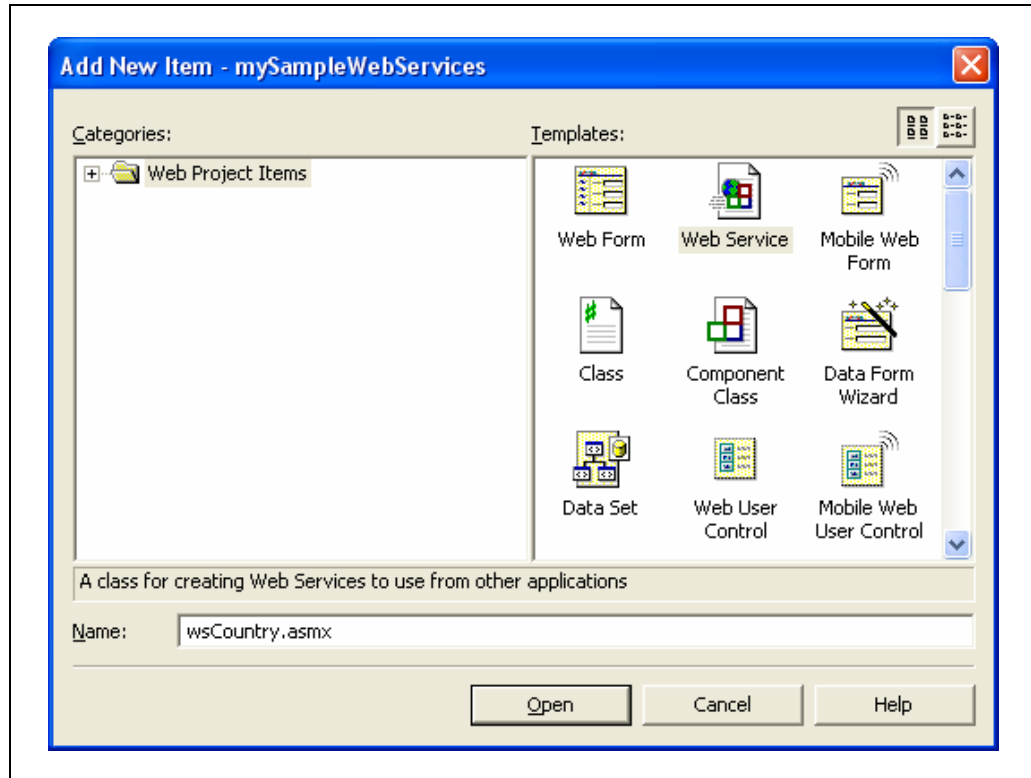 Add New Item - mySampleWebServices
Categories:
Templates:
Web Project Items
Web Form
Web Service
Mobile Web
Form
Class
Component
Class
Data Form
Wizard
Data Set
Web User
Control
Mobile Web
User Control
A class for creating Web Services to use from other applications
Name:
wsCountry.asmx
Open
Cancel
Help